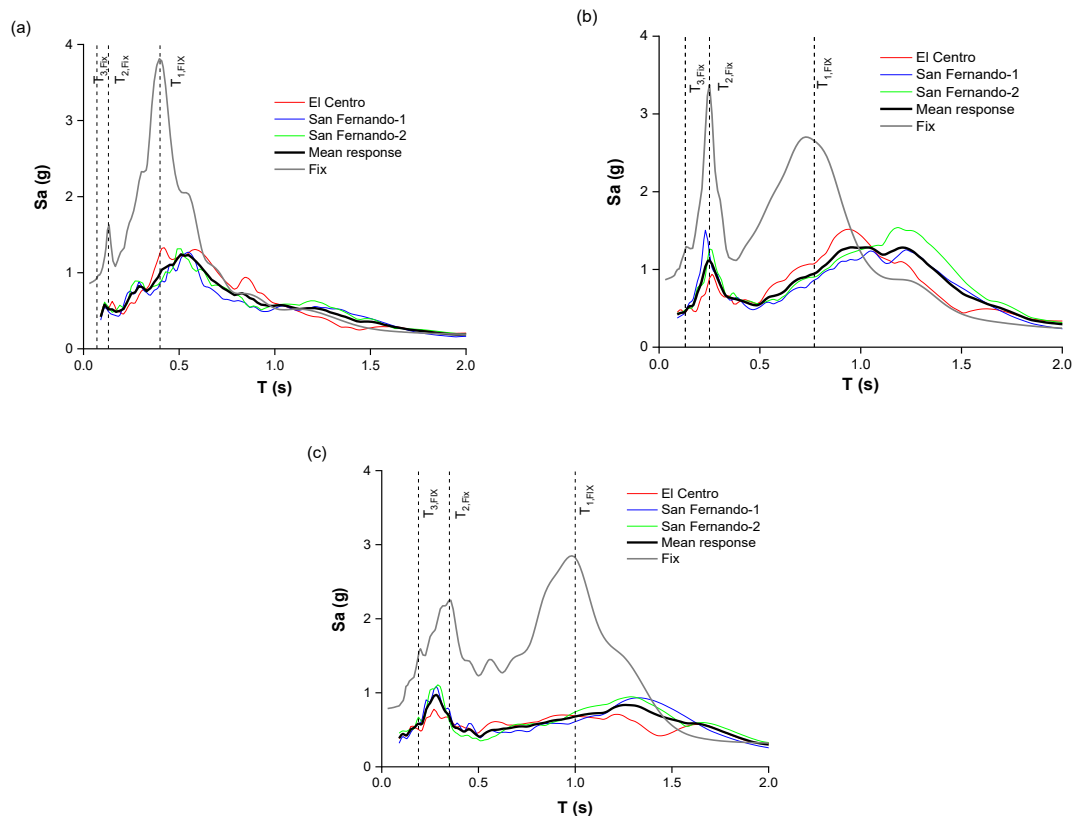 (a)
4
3
2
1
0
Sa (g)
0.0 0.5 1.0 1.5 2.0
T (s)
T3,Fix
T2,Fix
T1,FIX
El Centro
San Fernando-1
San Fernando-2
Mean response
Fix
(b)
4
3
2
1
0
Sa (g)
0.0 0.5 1.0 1.5 2.0
T (s)
T3,Fix
T2,Fix
T1,FIX
El Centro
San Fernando-1
San Fernando-2
Mean response
Fix
(c)
4
3
2
1
0
Sa (g)
0.0 0.5 1.0 1.5 2.0
T (s)
T3,FIX
T2,Fix
T1,FIX
El Centro
San Fernando-1
San Fernando-2
Mean response
Fix